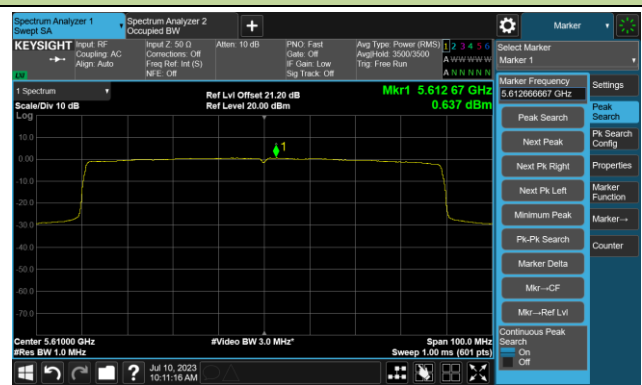 Spectrum Analyzer 1
Swept SA
Spectrum Analyzer 2
Occupied BW
Marker
KEYSIGHT
Input: RF
Coupling: AC
Align: Auto
Input Z: 50 Ω
Corrections: Off
Freq Ref: Int (S)
NFE: Off
Atten: 10 dB
PNO: Fast
Gate: Off
IF Gain: Low
Sig Track: Off
Avg Type: Power (RMS)
Avg|Hold: 3500/3500
Trig: Free Run
1 2 3 4 5 6
A W W W W W
A N N N N N
LW
Select Marker
Marker 1
1 Spectrum
Scale/Div 10 dB
Log
Ref Lvl Offset 21.20 dB
Ref Level 20.00 dBm
Mkr1 5.612 67 GHz
0.637 dBm
10.0
0.00
-10.0
-20.0
-30.0
-40.0
-50.0
-60.0
-70.0
1
Center 5.61000 GHz
#Res BW 1.0 MHz
#Video BW 3.0 MHz*
Span 100.0 MHz
Sweep 1.00 ms (601 pts)
Marker Frequency
5.612666667 GHz
Peak Search
Next Peak
Next Pk Right
Next Pk Left
Minimum Peak
Pk-Pk Search
Marker Delta
Mkr→CF
Mkr→Ref Lvl
Continuous Peak
Search
On
Off
Settings
Peak
Search
Pk Search
Config
Properties
Marker
Function
Marker→
Counter
?
Jul 10, 2023
10:11:16 AM